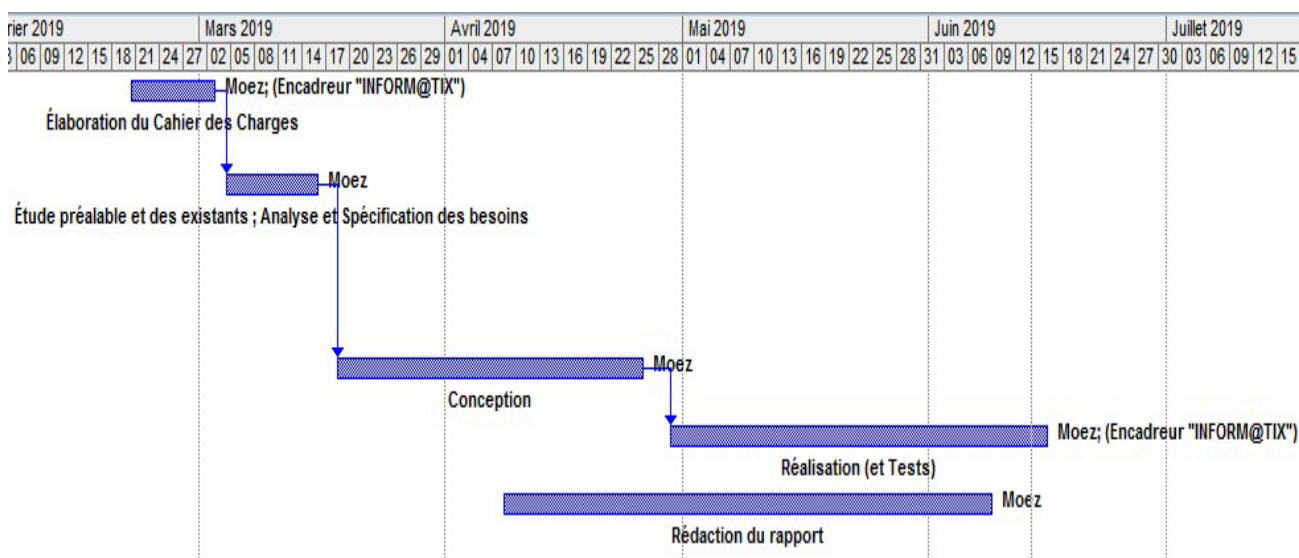 rier 2019 Mars 2019 Avril 2019 Mai 2019 Juin 2019 Juillet 2019
06 09 12 15 18 21 24 27 02 05 08 11 14 17 20 23 26 29 01 04 07 10 13 16 19 22 25 28 01 04 07 10 13 16 19 22 25 28 31 03 06 09 12 15 18 21 24 27 30 03 06 09 12 15
Moez; (Encadreur "INFORM@TIX")
Élaboration du Cahier des Charges
Moez
Étude préalable et des existants ; Analyse et Spécification des besoins
Moez
Conception
Moez; (Encadreur "INFORM@TIX")
Réalisation (et Tests)
Moez
Rédaction du rapport